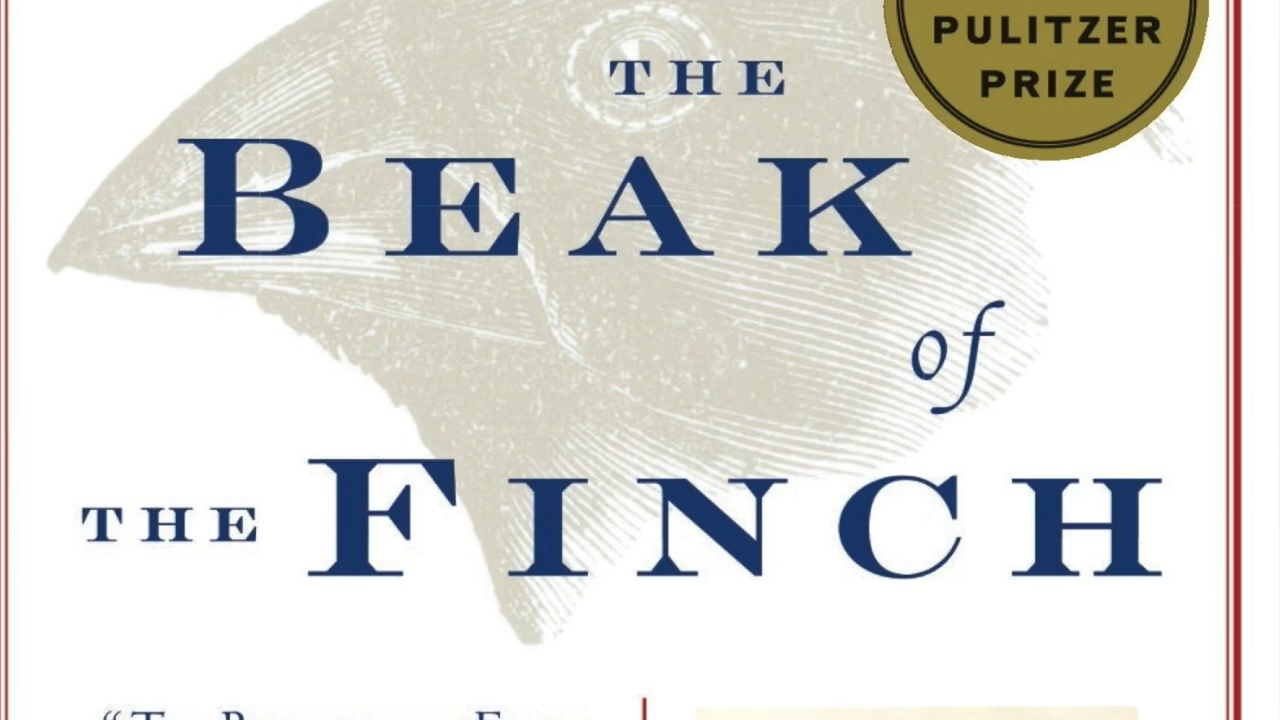 PULITZER
PRIZE
THE
BEAK
of
THE FINCH